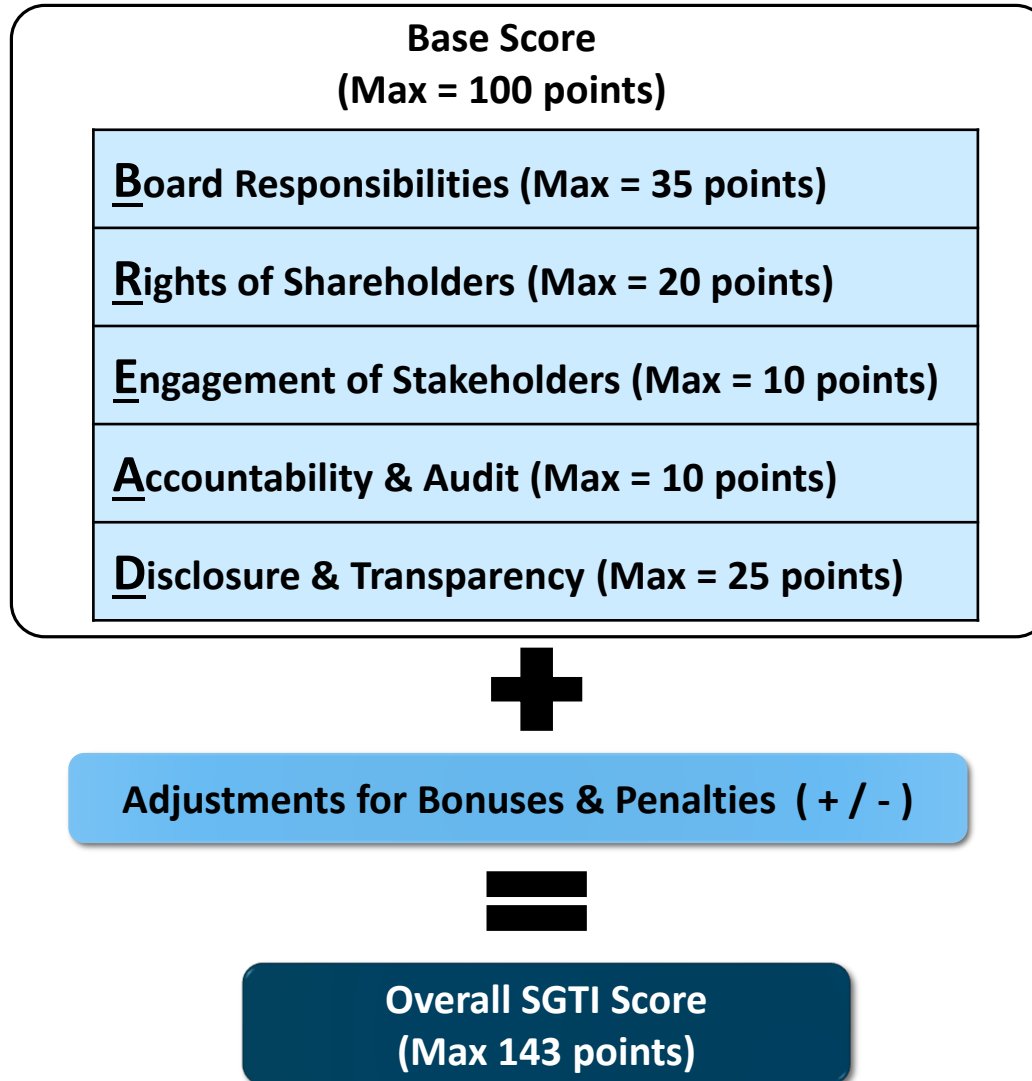 Base Score
(Max = 100 points)
Board Responsibilities (Max = 35 points)
Rights of Shareholders (Max = 20 points)
Engagement of Stakeholders (Max = 10 points)
Accountability & Audit (Max = 10 points)
Disclosure & Transparency (Max = 25 points)
+
Adjustments for Bonuses & Penalties ( + / - )
=
Overall SGTI Score
(Max 143 points)